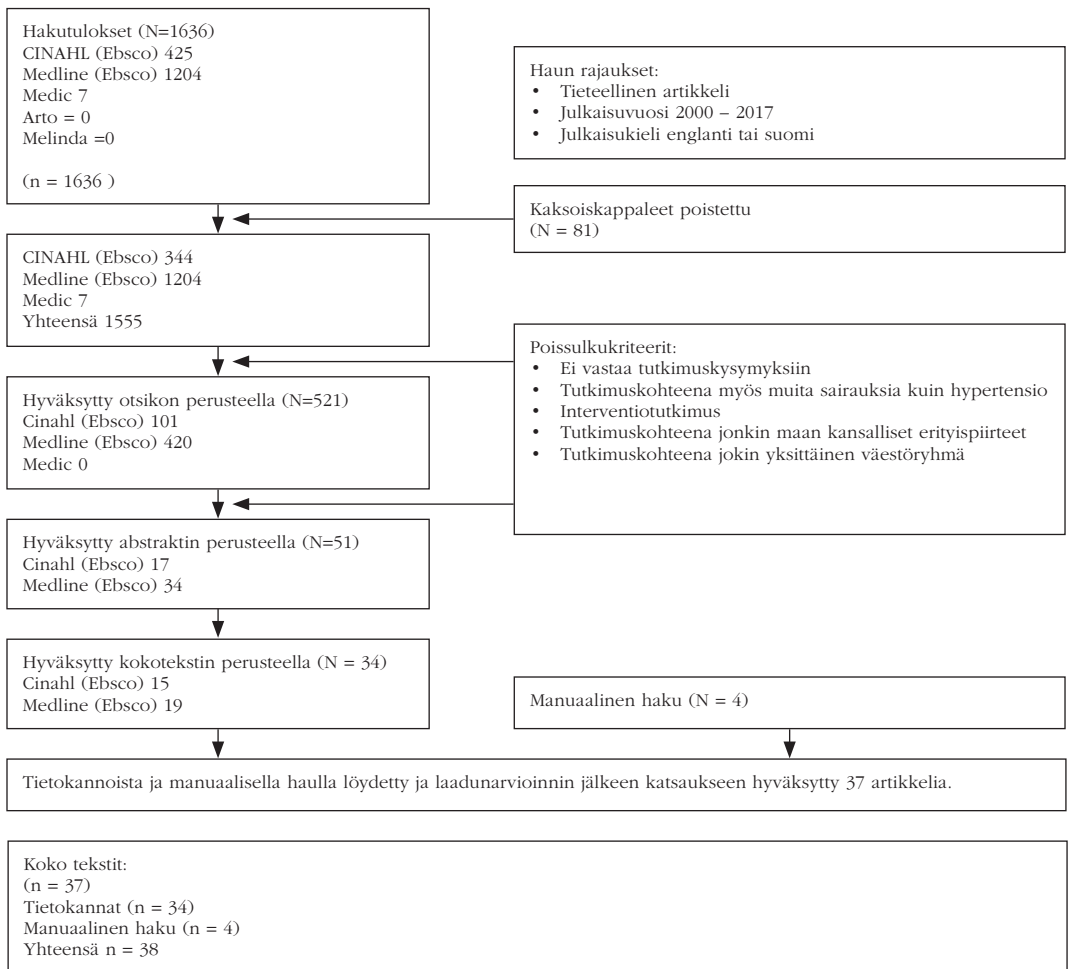 Hakutulokset (N=1636)
CINAHL (Ebsco) 425
Medline (Ebsco) 1204
Medic 7
Arto = 0
Melinda =0
(n = 1636 )
Haun rajaukset:
• Tieteellinen artikkeli
• Julkaisuvuosi 2000 – 2017
• Julkaisukieli englanti tai suomi
Kaksoiskappaleet poistettu
(N = 81)
CINAHL (Ebsco) 344
Medline (Ebsco) 1204
Medic 7
Yhteensä 1555
Poissulkukriteerit:
• Ei vastaa tutkimuskysymyksiin
• Tutkimuskohteena myös muita sairauksia kuin hypertensio
• Interventiotutkimus
• Tutkimuskohteena jonkin maan kansalliset erityispiirteet
• Tutkimuskohteena jokin yksittäinen väestöryhmä
Hyväksytty otsikon perusteella (N=521)
Cinahl (Ebsco) 101
Medline (Ebsco) 420
Medic 0
Hyväksytty abstraktin perusteella (N=51)
Cinahl (Ebsco) 17
Medline (Ebsco) 34
Hyväksytty kokotekstin perusteella (N = 34)
Cinahl (Ebsco) 15
Medline (Ebsco) 19
Manuaalinen haku (N = 4)
Tietokannoista ja manuaalisella haulla löydetty ja laadunarvioinnin jälkeen katsaukseen hyväksytty 37 artikkelia.
Koko tekstit:
(n = 37)
Tietokannat (n = 34)
Manuaalinen haku (n = 4)
Yhteensä n = 38